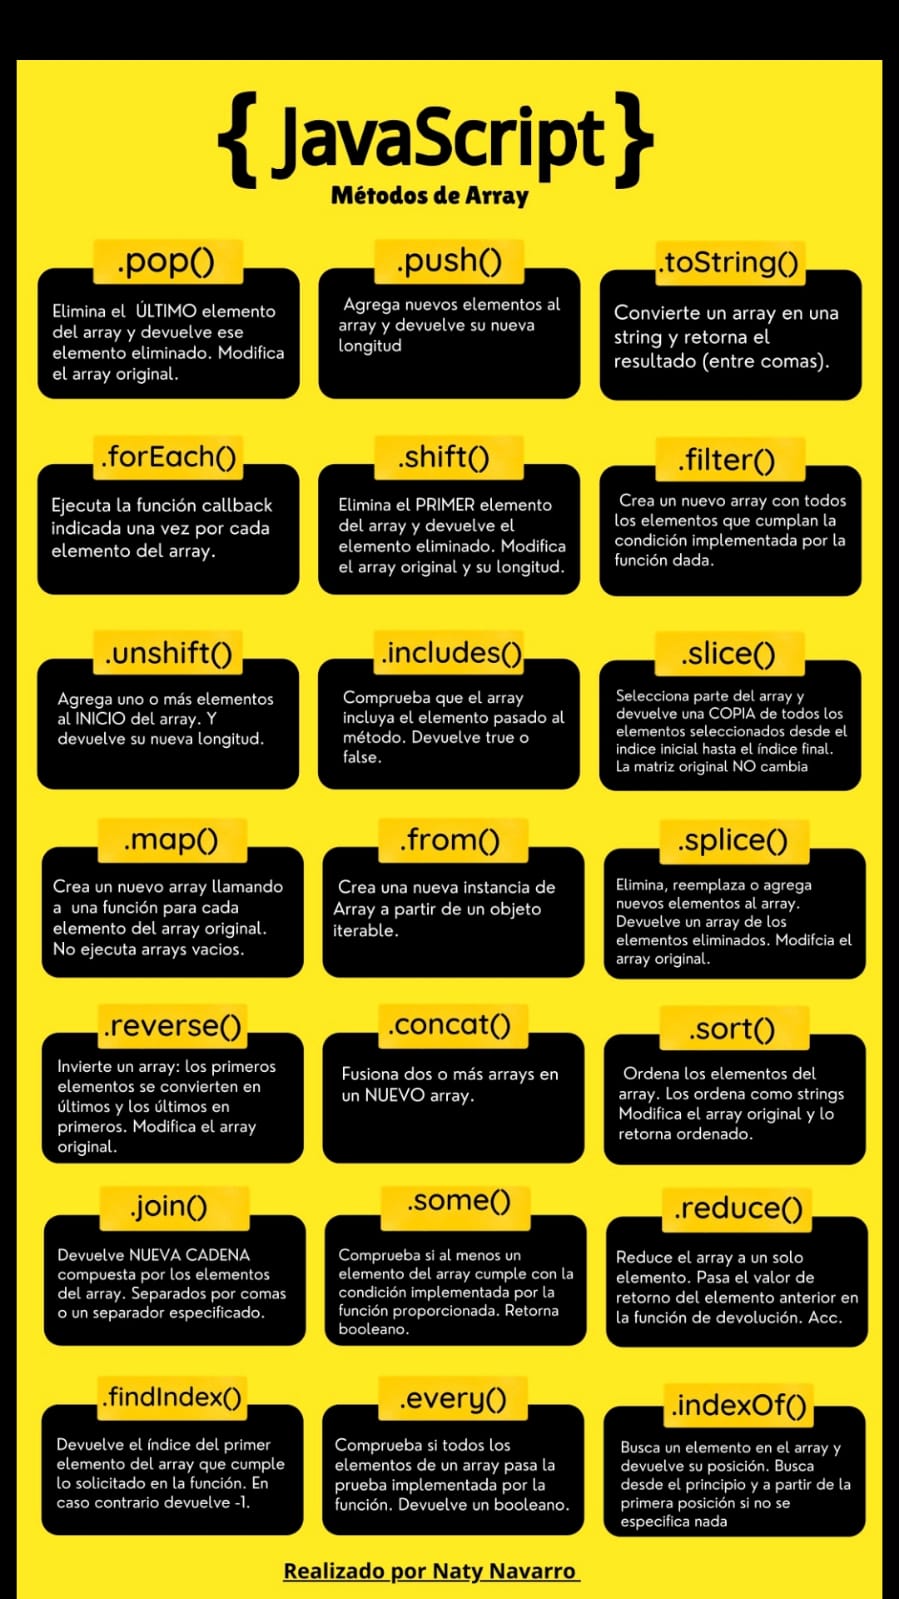 { JavaScript }
Métodos de Array
.pop()
Elimina el ÚLTIMO elemento
del array y devuelve ese
elemento eliminado. Modifica
el array original.
.push()
Agrega nuevos elementos al
array y devuelve su nueva
longitud
.toString()
Convierte un array en una
string y retorna el
resultado (entre comas).
.forEach()
Ejecuta la función callback
indicada una vez por cada
elemento del array.
.shift()
Elimina el PRIMER elemento
del array y devuelve el
elemento eliminado. Modifica
el array original y su longitud.
.filter()
Crea un nuevo array con todos
los elementos que cumplan la
condición implementada por la
función dada.
.unshift()
Agrega uno o más elementos
al INICIO del array. Y
devuelve su nueva longitud.
.includes()
Comprueba que el array
incluya el elemento pasado al
método. Devuelve true o
false.
.slice()
Selecciona parte del array y
devuelve una COPIA de todos los
elementos seleccionados desde el
indice inicial hasta el índice final.
La matriz original NO cambia
.map()
Crea un nuevo array llamando
a una función para cada
elemento del array original.
No ejecuta arrays vacios.
.from()
Crea una nueva instancia de
Array a partir de un objeto
iterable.
.splice()
Elimina, reemplaza o agrega
nuevos elementos al array.
Devuelve un array de los
elementos eliminados. Modifcia el
array original.
.reverse()
Invierte un array: los primeros
elementos se convierten en
últimos y los últimos en
primeros. Modifica el array
original.
.concat()
Fusiona dos o más arrays en
un NUEVO array.
.sort()
Ordena los elementos del
array. Los ordena como strings
Modifica el array original y lo
retorna ordenado.
.join()
Devuelve NUEVA CADENA
compuesta por los elementos
del array. Separados por comas
o un separador especificado.
.some()
Comprueba si al menos un
elemento del array cumple con la
condición implementada por la
función proporcionada. Retorna
booleano.
.reduce()
Reduce el array a un solo
elemento. Pasa el valor de
retorno del elemento anterior en
la función de devolución. Acc.
.findIndex()
Devuelve el índice del primer
elemento del array que cumple
lo solicitado en la función. En
caso contrario devuelve -1.
.every()
Comprueba si todos los
elementos de un array pasa la
prueba implementada por la
función. Devuelve un booleano.
.indexOf()
Busca un elemento en el array y
devuelve su posición. Busca
desde el principio y a partir de la
primera posición si no se
especifica nada
Realizado por Naty Navarro